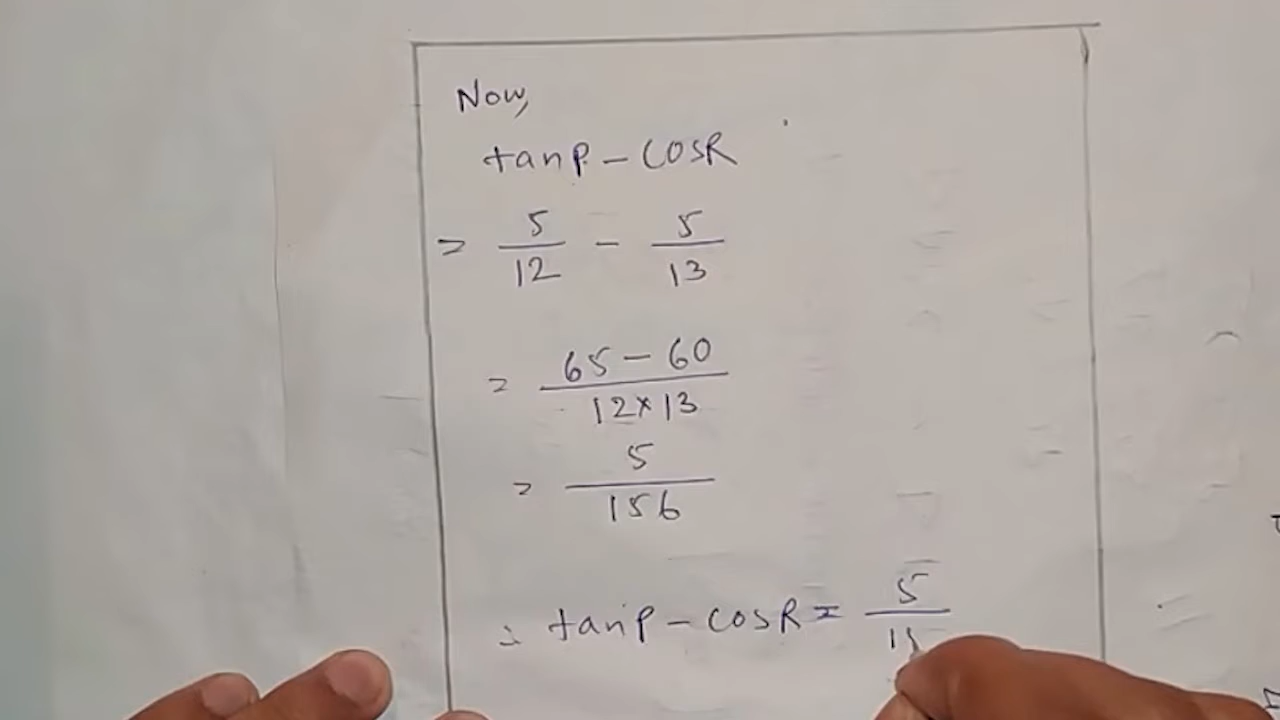 Now,
tanP - cosR
= 5/12 - 5/13
= 65 - 60 / 12 × 13
= 5/156
∴ tanP - cosR = 5/